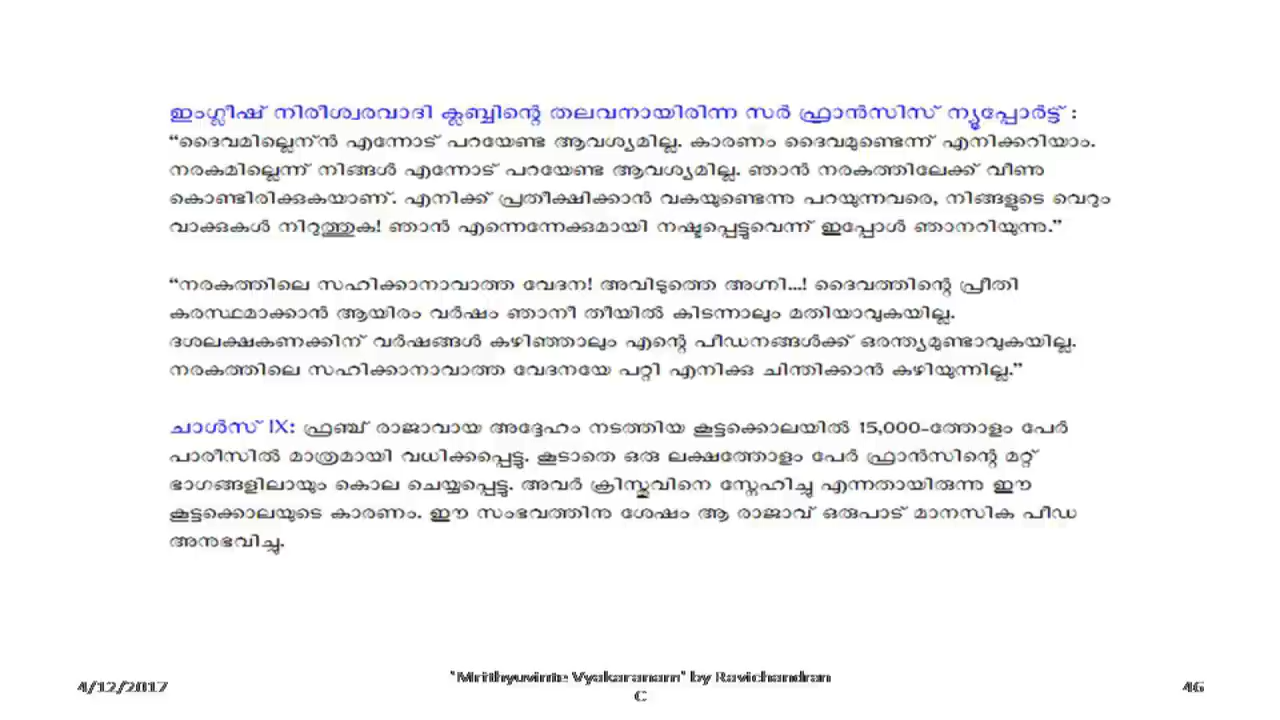 ഇംഗ്ലീഷ് നിരീശ്വരവാദി ക്ലബ്ബിന്റെ തലവനായിരിന്ന സർ ഫ്രാൻസിസ് ന്യൂപ്പോർട്ട് :
“ദൈവമില്ലെന്ൻ എന്നോട് പറയേണ്ട ആവശ്യമില്ല. കാരണം ദൈവമുണ്ടെന്ന് എനിക്കറിയാം.
നരകമില്ലെന്ന് നിങ്ങൾ എന്നോട് പറയേണ്ട ആവശ്യമില്ല. ഞാൻ നരകത്തിലേക്ക് വീണു
കൊണ്ടിരിക്കുകയാണ്. എനിക്ക് പ്രതീക്ഷിക്കാൻ വകയുണ്ടെന്നു പറയുന്നവരെ, നിങ്ങളുടെ വെറും
വാക്കുകൾ നിറുത്തുക! ഞാൻ എന്നെന്നേക്കുമായി നഷ്ടപ്പെട്ടുവെന്ന് ഇപ്പോൾ ഞാനറിയുന്നു.”
“നരകത്തിലെ സഹിക്കാനാവാത്ത വേദന! അവിടുത്തെ അഗ്നി...! ദൈവത്തിന്റെ പ്രീതി
കരസ്ഥമാക്കാൻ ആയിരം വർഷം ഞാനീ തീയിൽ കിടന്നാലും മതിയാവുകയില്ല.
ദശലക്ഷകണക്കിന് വർഷങ്ങൾ കഴിഞ്ഞാലും എന്റെ പീഡനങ്ങൾക്ക് ഒരന്ത്യമുണ്ടാവുകയില്ല.
നരകത്തിലെ സഹിക്കാനാവാത്ത വേദനയേ പറ്റി എനിക്കു ചിന്തിക്കാൻ കഴിയുന്നില്ല.”
ചാൾസ് IX: ഫ്രഞ്ച് രാജാവായ അദ്ദേഹം നടത്തിയ കൂട്ടക്കൊലയിൽ 15,000-ത്തോളം പേർ
പാരീസിൽ മാത്രമായി വധിക്കപ്പെട്ടു. കൂടാതെ ഒരു ലക്ഷത്തോളം പേർ ഫ്രാൻസിന്റെ മറ്റ്
ഭാഗങ്ങളിലായും കൊല ചെയ്യപ്പെട്ടു. അവർ ക്രിസ്തുവിനെ സ്നേഹിച്ചു എന്നതായിരുന്നു ഈ
കൂട്ടക്കൊലയുടെ കാരണം. ഈ സംഭവത്തിനു ശേഷം ആ രാജാവ് ഒരുപാട് മാനസിക പീഡ
അനുഭവിച്ചു.
4/12/2017
"Mrithyuvinte Vyakaranam" by Ravichandran
C
46